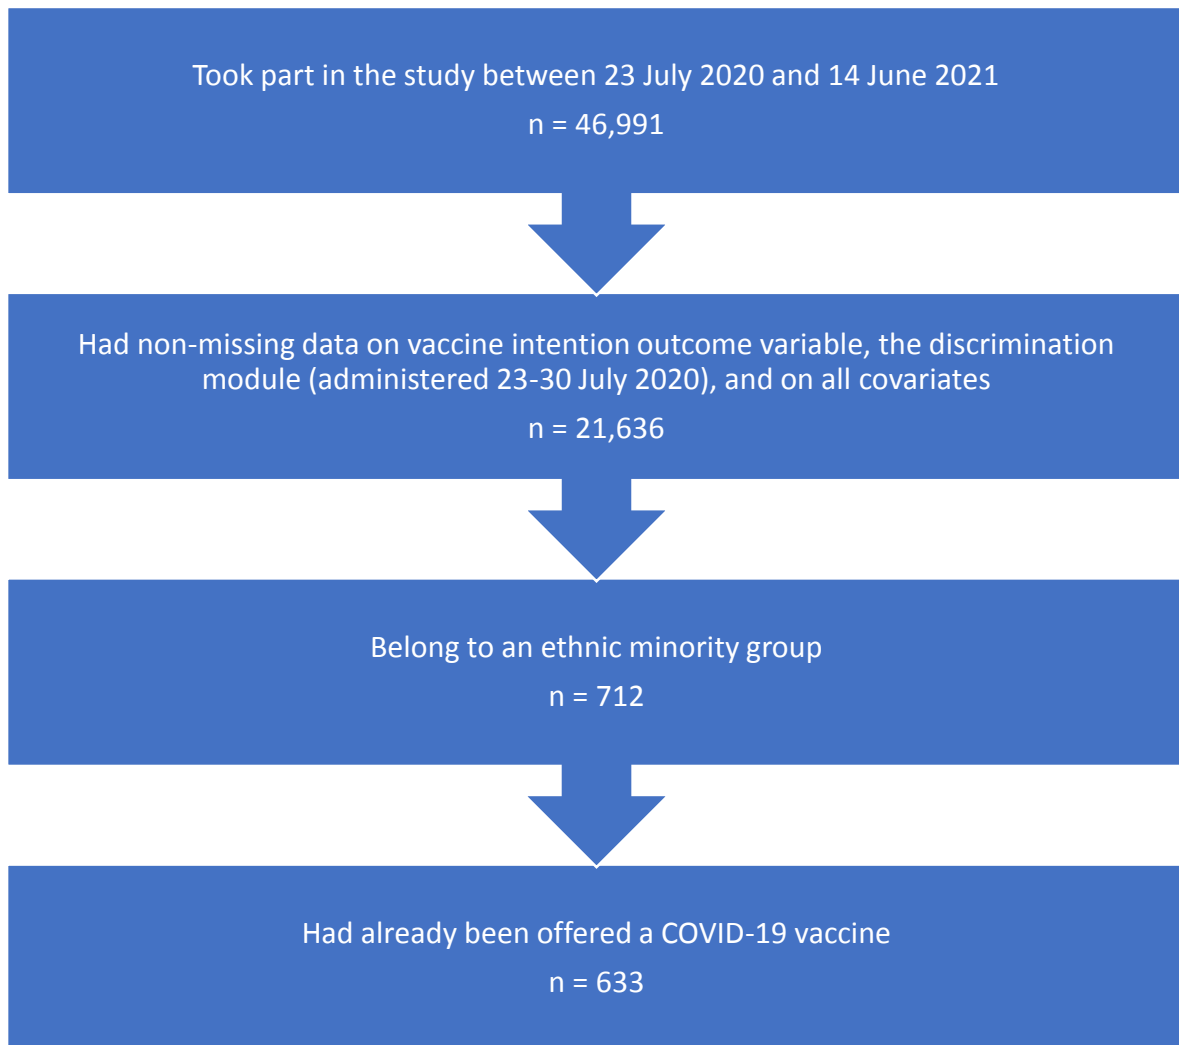 Took part in the study between 23 July 2020 and 14 June 2021
n = 46,991
Had non-missing data on vaccine intention outcome variable, the discrimination
module (administered 23-30 July 2020), and on all covariates
n = 21,636
Belong to an ethnic minority group
n = 712
Had already been offered a COVID-19 vaccine
n = 633